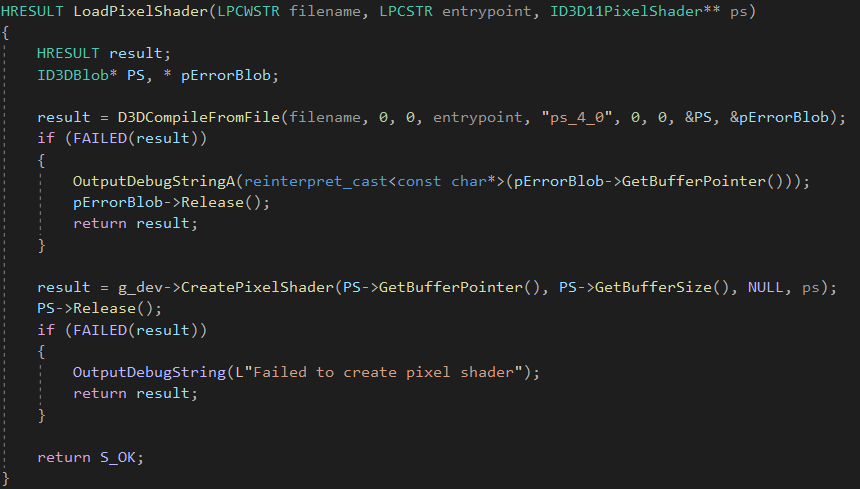 HRESULT LoadPixelShader(LPCWSTR filename, LPCSTR entrypoint, ID3D11PixelShader** ps)
{
    HRESULT result;
    ID3DBlob* PS, * pErrorBlob;

    result = D3DCompileFromFile(filename, 0, 0, entrypoint, "ps_4_0", 0, 0, &PS, &pErrorBlob);
    if (FAILED(result))
    {
        OutputDebugStringA(reinterpret_cast<const char*>(pErrorBlob->GetBufferPointer()));
        pErrorBlob->Release();
        return result;
    }

    result = g_dev->CreatePixelShader(PS->GetBufferPointer(), PS->GetBufferSize(), NULL, ps);
    PS->Release();
    if (FAILED(result))
    {
        OutputDebugString(L"Failed to create pixel shader");
        return result;
    }

    return S_OK;
}